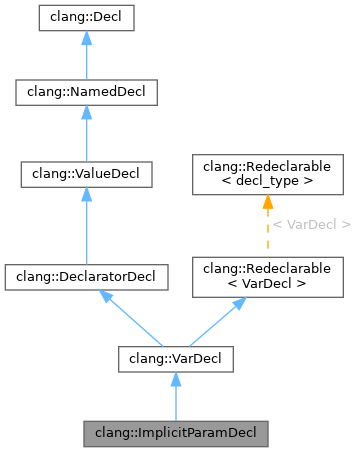 clang::Decl
clang::NamedDecl
clang::ValueDecl
clang::Redeclarable
< decl_type >
< VarDecl >
clang::DeclaratorDecl
clang::Redeclarable
< VarDecl >
clang::VarDecl
clang::ImplicitParamDecl